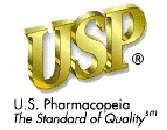 USP®
U.S. Pharmacopeia
The Standard of Quality℠